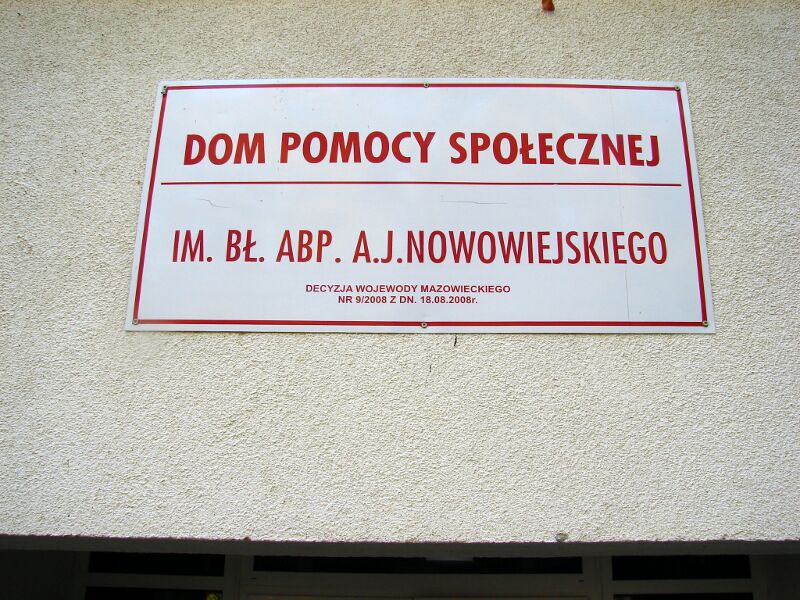 DOM POMOCY SPOŁECZNEJ
IM. BŁ. ABP. A.J.NOWOWIEJSKIEGO
DECYZJA WOJEWODY MAZOWIECKIEGO
NR 9/2008 Z DN. 18.08.2008r.